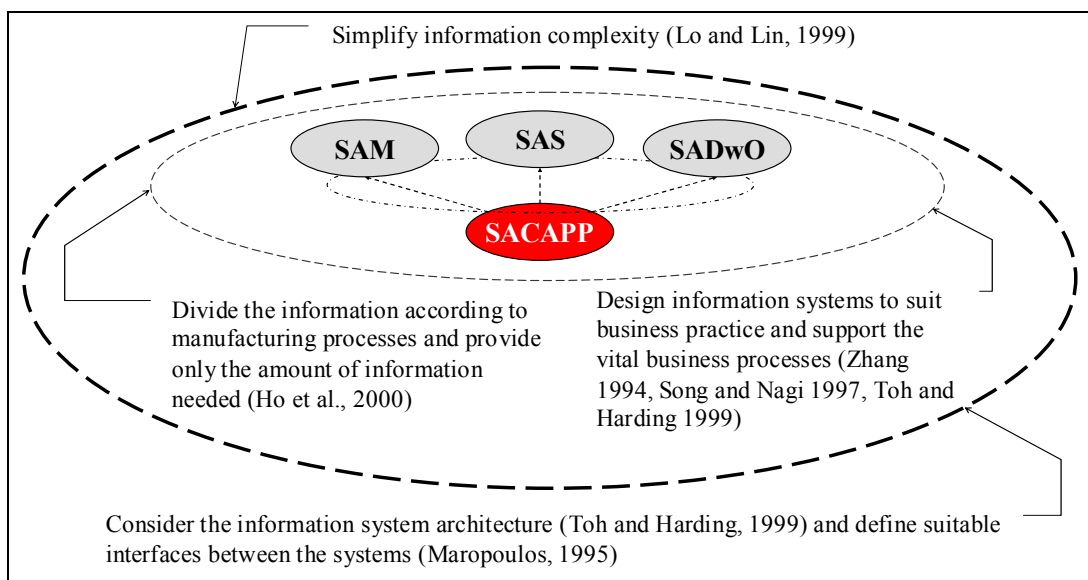 Simplify information complexity (Lo and Lin, 1999)
SAM
SAS
SADwO
SACAPP
Divide the information according to
manufacturing processes and provide
only the amount of information
needed (Ho et al., 2000)
Design information systems to suit
business practice and support the
vital business processes (Zhang
1994, Song and Nagi 1997, Toh and
Harding 1999)
Consider the information system architecture (Toh and Harding, 1999) and define suitable
interfaces between the systems (Maropoulos, 1995)